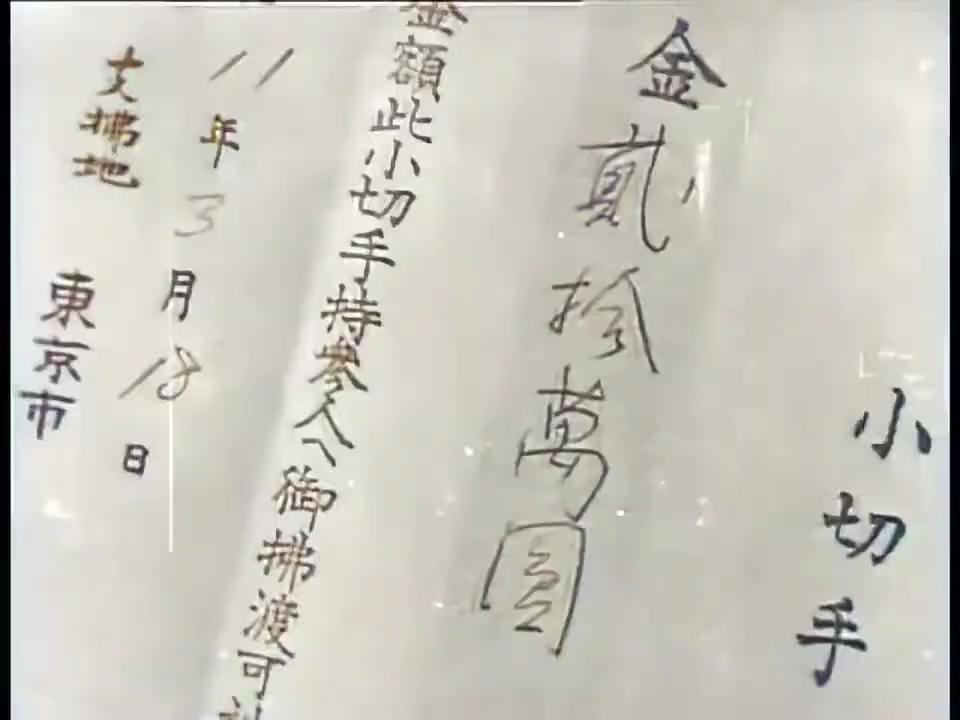 小切手
金貳拾萬圓
金額此小切手持参人へ御拂渡可
11年3月18日
支拂地 東京市